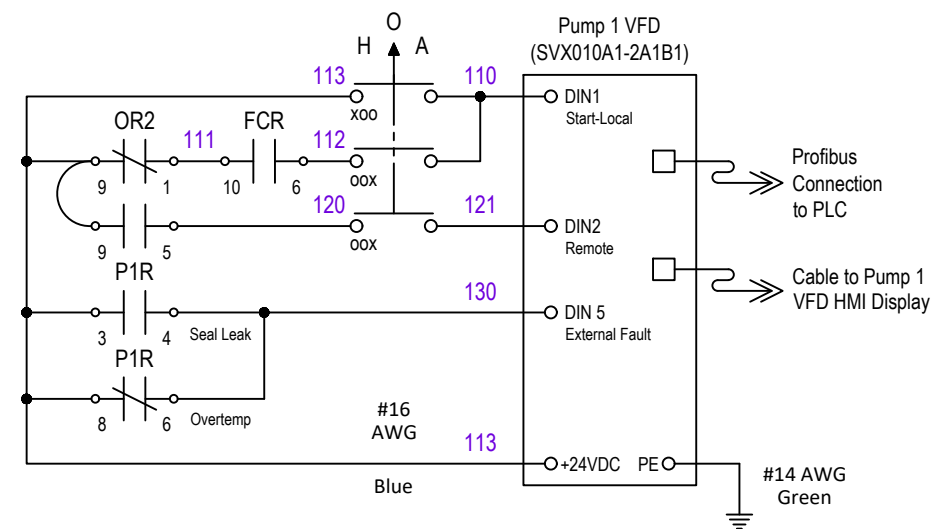 O
H A
113 110
xoo
Pump 1 VFD
(SVX010A1-2A1B1)
DIN1
Start-Local
OR2 111 FCR 112
9 1 10 6
oox
120 121
9 5
oox
DIN2
Remote
P1R
130
3 4 Seal Leak
DIN 5
External Fault
P1R
8 6 Overtemp
#16
AWG
113
Blue
+24VDC PE
#14 AWG
Green
Profibus
Connection
to PLC
Cable to Pump 1
VFD HMI Display